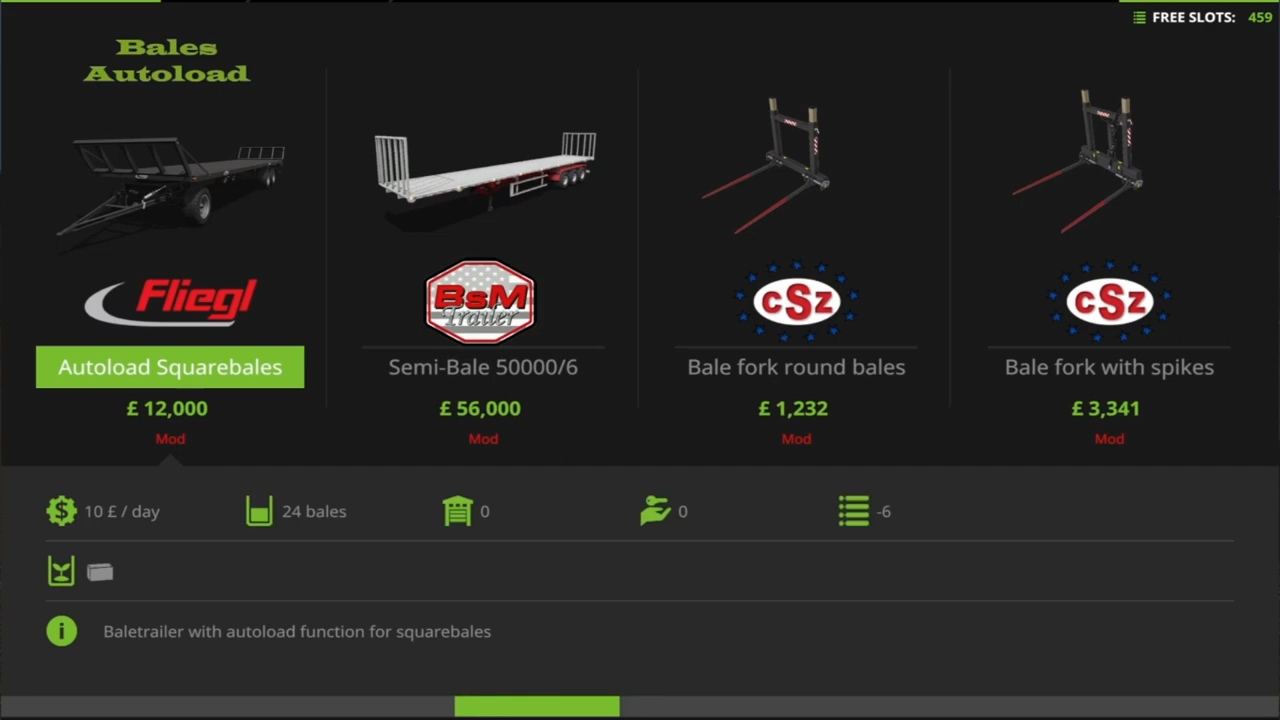 FREE SLOTS: 459
Bales
Autoload
Fliegl
BsM
Trailer
csz
csz
Autoload Squarebales
Semi-Bale 50000/6
Bale fork round bales
Bale fork with spikes
£ 12,000
£ 56,000
£ 1,232
£ 3,341
Mod
Mod
Mod
Mod
10 £ / day
24 bales
0
0
-6
Baletrailer with autoload function for squarebales